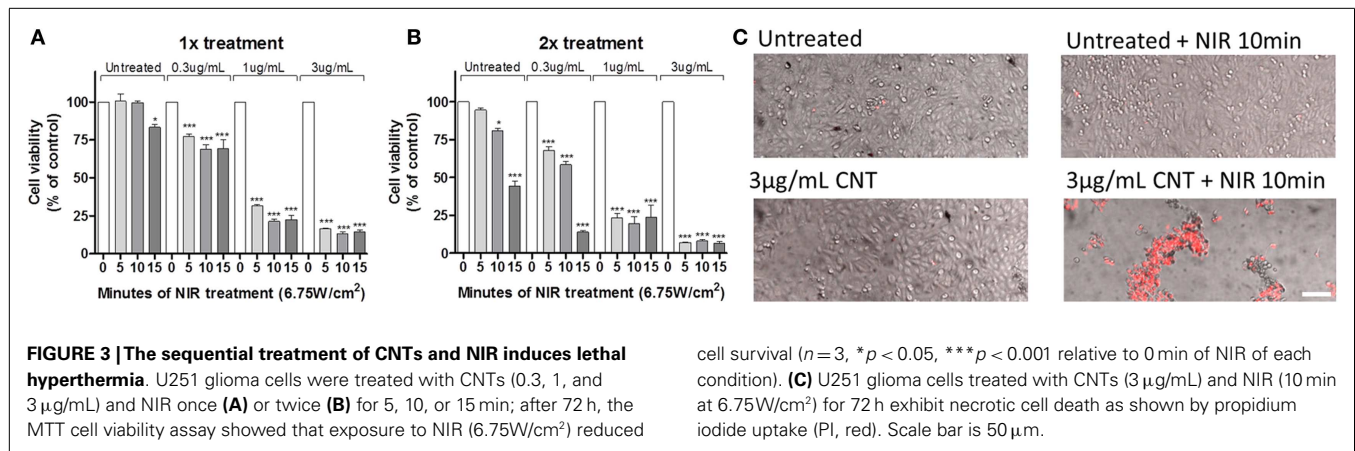 A
1x treatment
Untreated 0.3ug/mL 1ug/mL 3ug/mL
100
75
50
25
0
Cell viability
(% of control)
* *** *** *** *** *** *** *** *** ***
0 5 10 15 0 5 10 15 0 5 10 15 0 5 10 15
Minutes of NIR treatment (6.75W/cm²)
B
2x treatment
Untreated 0.3ug/mL 1ug/mL 3ug/mL
100
75
50
25
0
Cell viability
(% of control)
* *** *** *** *** *** *** *** *** *** ***
0 5 10 15 0 5 10 15 0 5 10 15 0 5 10 15
Minutes of NIR treatment (6.75W/cm²)
C
Untreated
Untreated + NIR 10min
3µg/mL CNT
3µg/mL CNT + NIR 10min
FIGURE 3 | The sequential treatment of CNTs and NIR induces lethal
hyperthermia. U251 glioma cells were treated with CNTs (0.3, 1, and
3 µg/mL) and NIR once (A) or twice (B) for 5, 10, or 15 min; after 72 h, the
MTT cell viability assay showed that exposure to NIR (6.75W/cm²) reduced
cell survival (n = 3, *p < 0.05, ***p < 0.001 relative to 0 min of NIR of each
condition). (C) U251 glioma cells treated with CNTs (3 µg/mL) and NIR (10 min
at 6.75W/cm²) for 72 h exhibit necrotic cell death as shown by propidium
iodide uptake (PI, red). Scale bar is 50 µm.